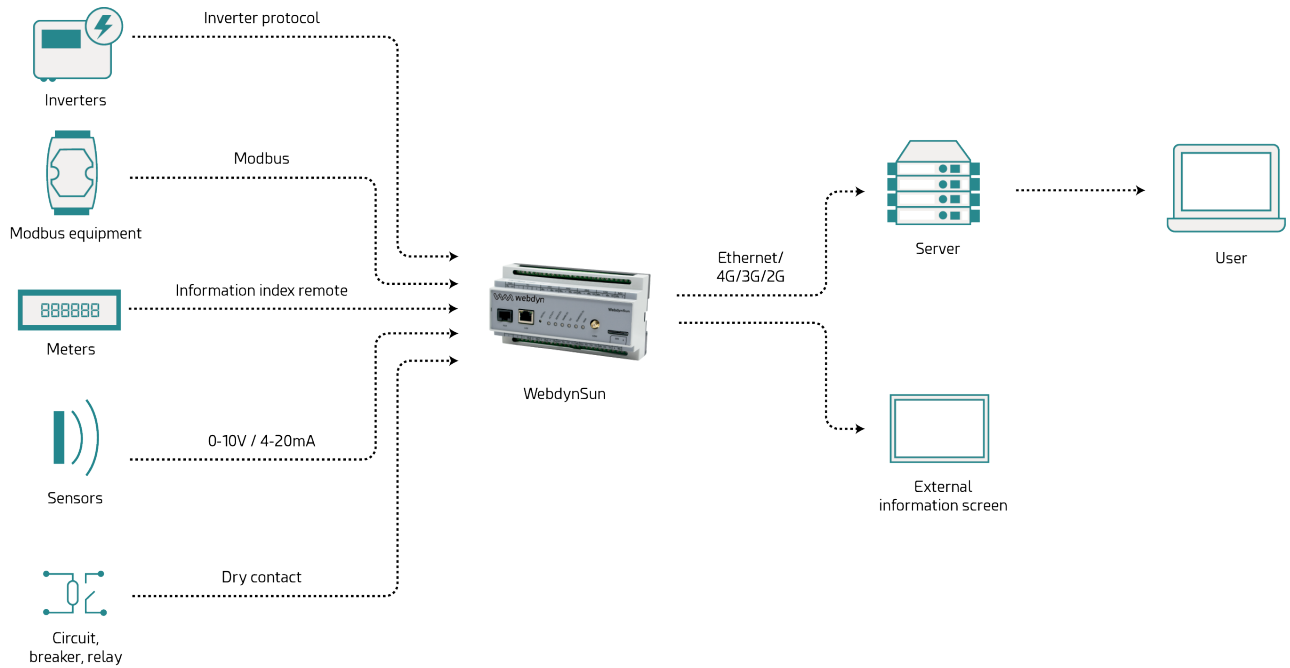 Inverter protocol
Inverters
Modbus
Modbus equipment
Information index remote
Meters
0-10V / 4-20mA
Sensors
Dry contact
Circuit,
breaker, relay
webdyn
WebdynSun
WebdynSun
Ethernet/
4G/3G/2G
Server
User
External
information screen